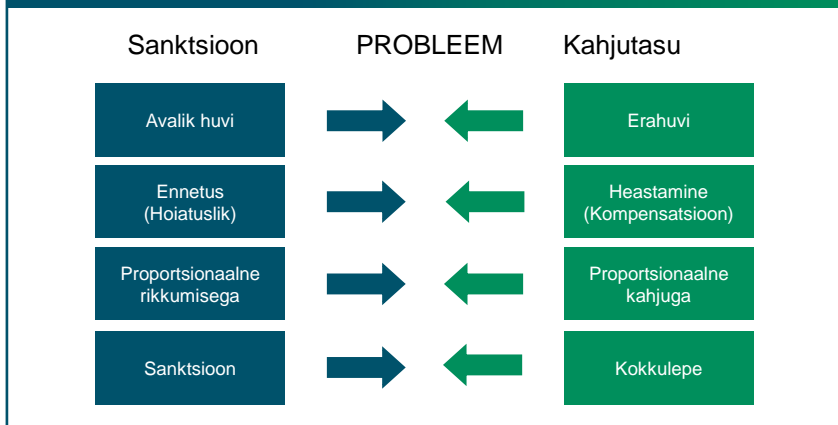 Sanktsioon PROBLEEM Kahjutasu
Avalik huvi
Erahuvi
Ennetus
(Hoiatuslik)
Heastamine
(Kompensatsioon)
Proportsionaalne
rikkumisega
Proportsionaalne
kahjuga
Sanktsioon
Kokkulepe